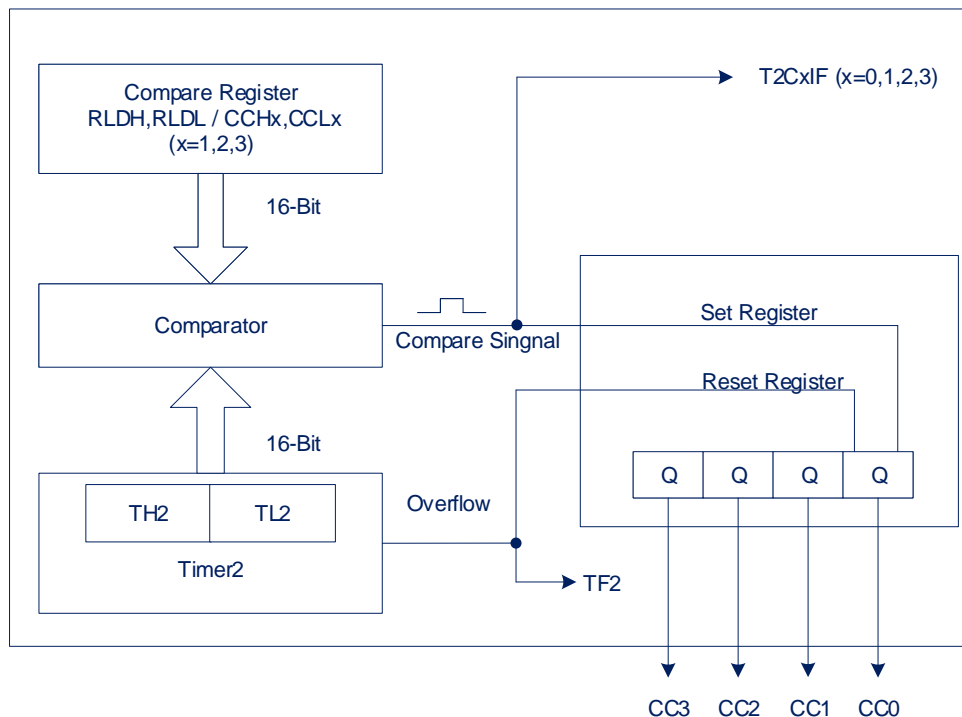 Compare Register
RLDH,RLDL / CCHx,CCLx
(x=1,2,3)
T2CxIF (x=0,1,2,3)
16-Bit
Comparator
Compare Singnal
Set Register
Reset Register
16-Bit
Q Q Q Q
TH2 TL2
Overflow
Timer2
TF2
CC3 CC2 CC1 CC0